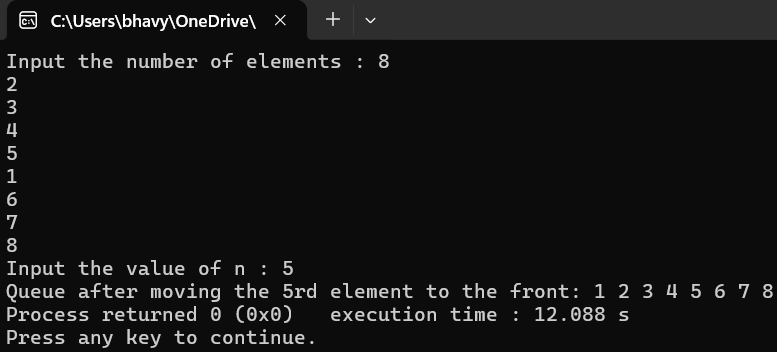 C:\Users\bhavy\OneDrive\
Input the number of elements : 8
2
3
4
5
1
6
7
8
Input the value of n : 5
Queue after moving the 5rd element to the front: 1 2 3 4 5 6 7 8
Process returned 0 (0x0)   execution time : 12.088 s
Press any key to continue.